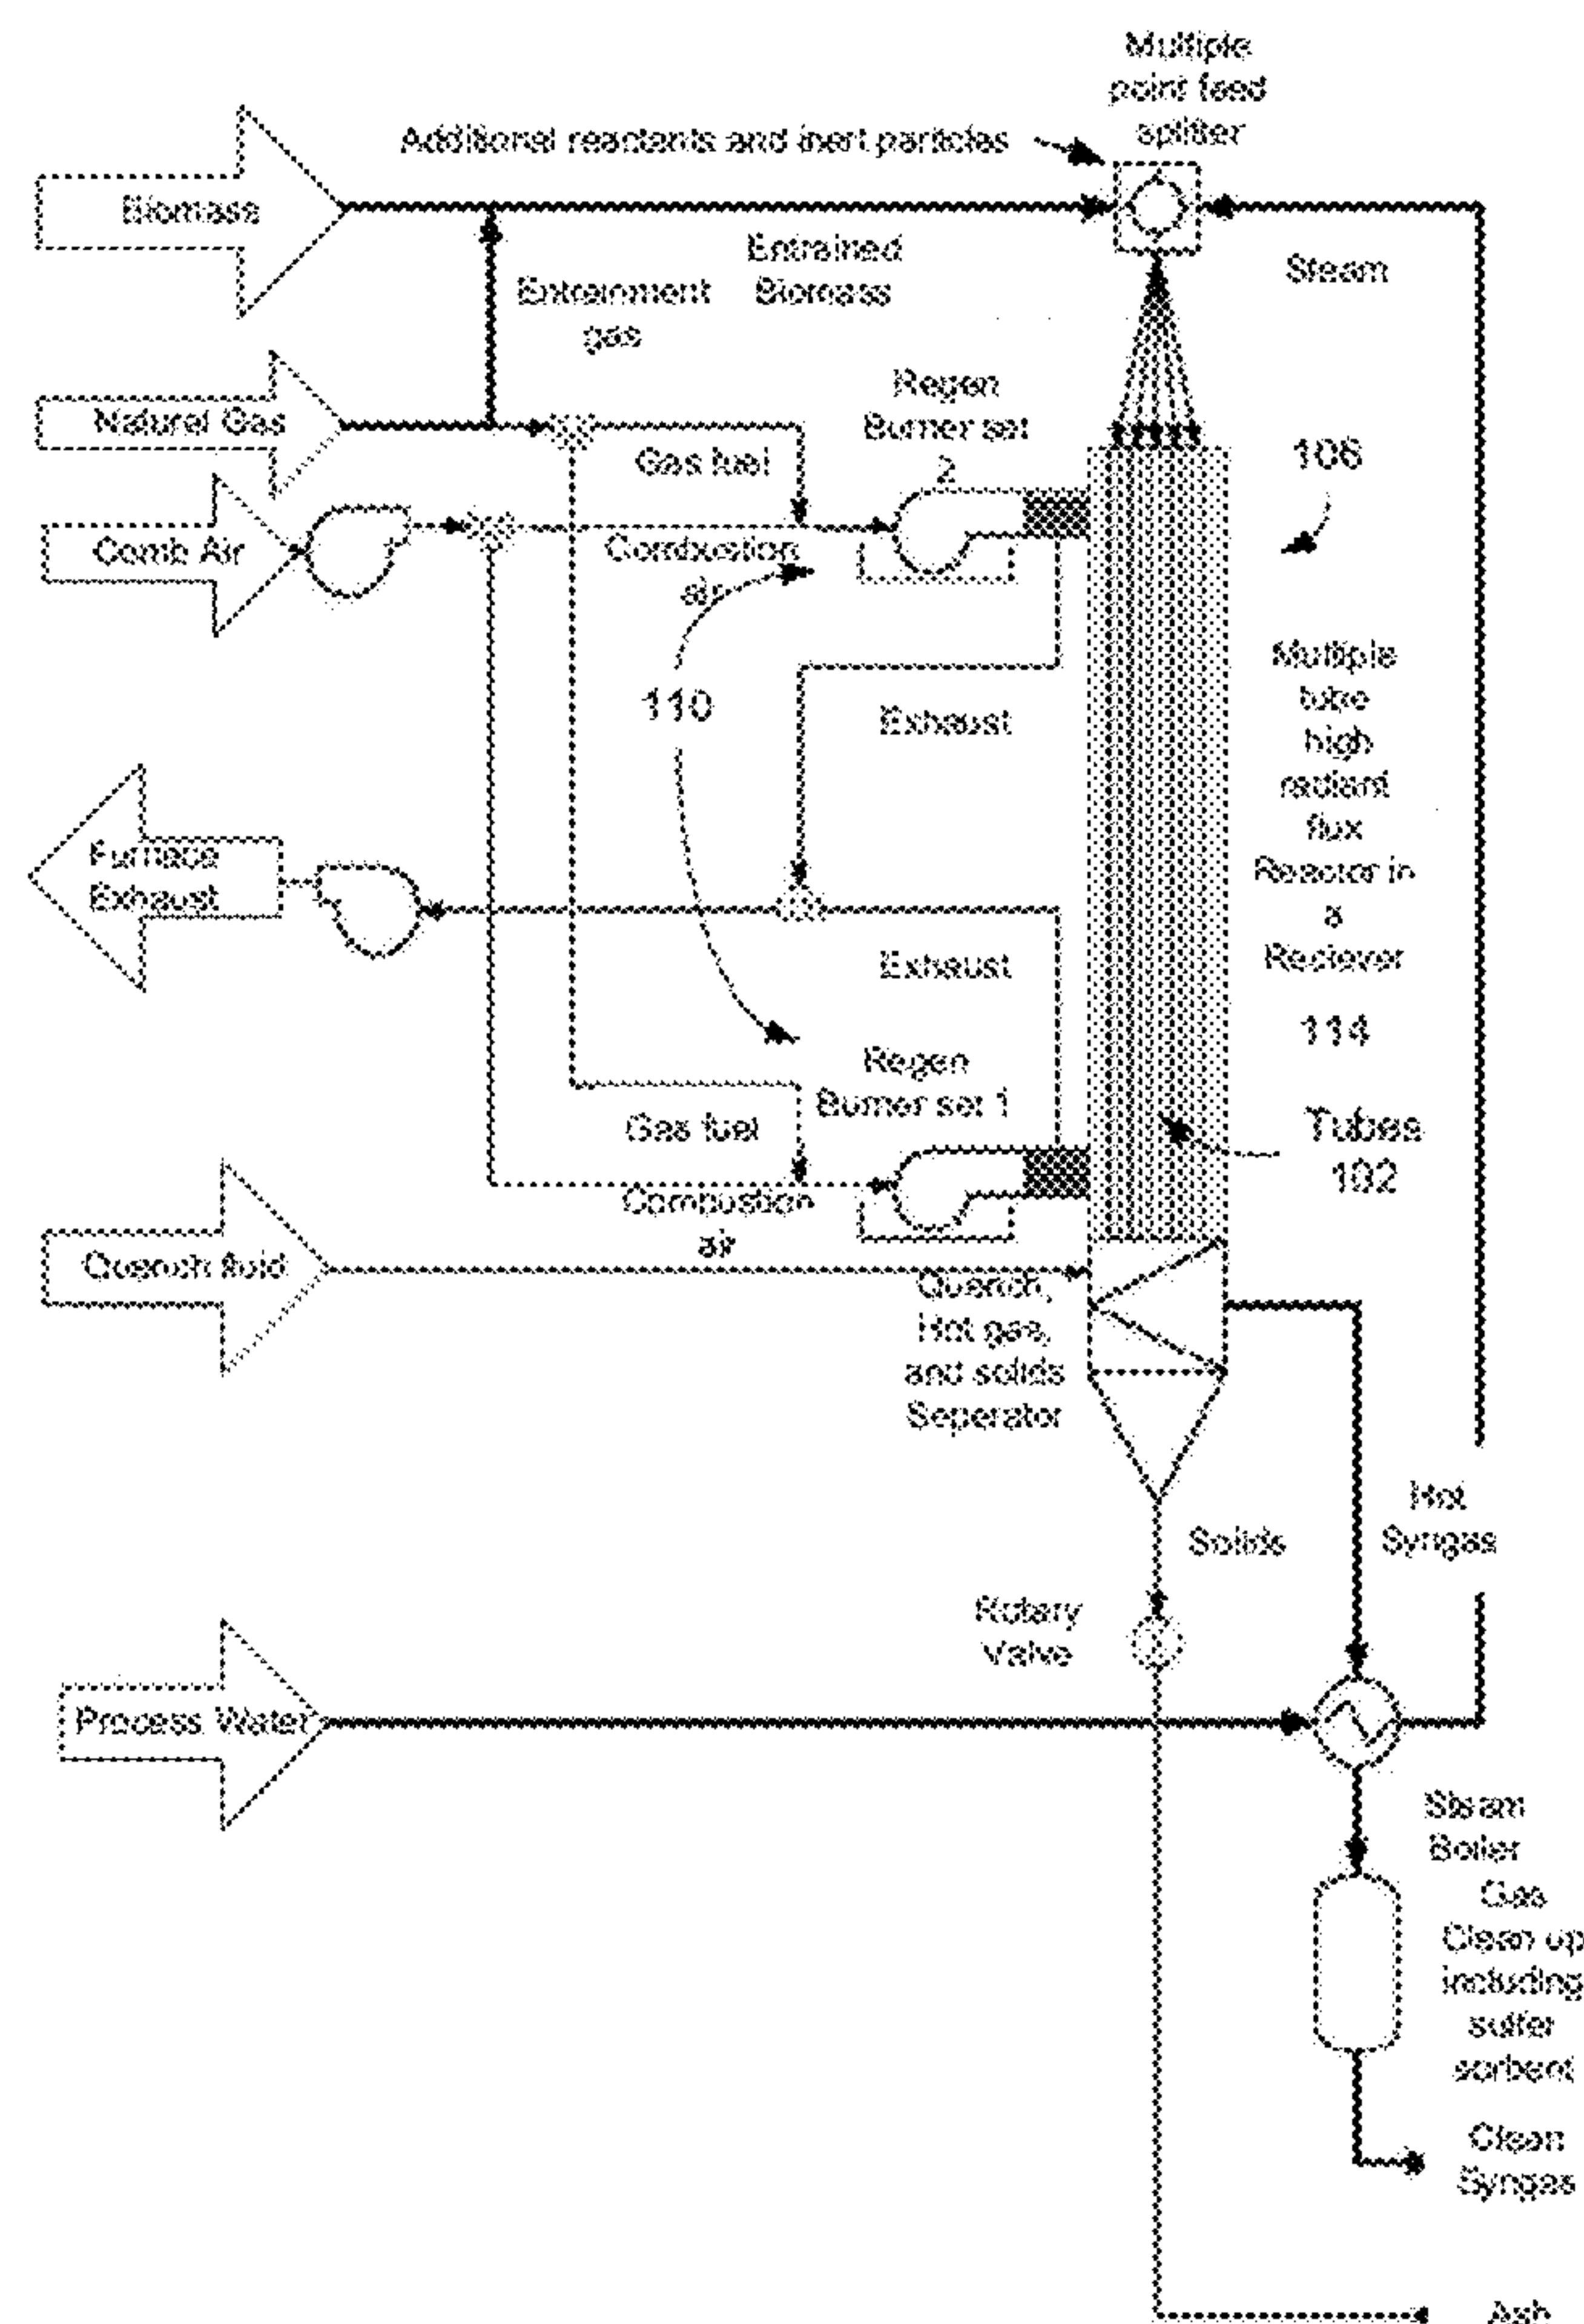 Multiple
point feed
splitter
Additional reactants and inert particles
Biomass
Entrained
Biomass
Steam
Entrainment
gas
Natural Gas
Regen
Burner set
2
Gas fuel
106
Comb Air
Combustion
air
110
Exhaust
Multiple
tube
high
radiant
flux
Reactor in
a
Reciever
114
Furnace
Exhaust
Exhaust
Regen
Burner set 1
Gas fuel
Tubes
102
Combustion
air
Quench fluid
Quench,
Hot gas,
and solids
Seperator
Hot
Syngas
Solids
Rotary
Valve
Process Water
Steam
Boiler
Gas
Clean up
including
sulfer
sorbent
Clean
Syngas
Ash